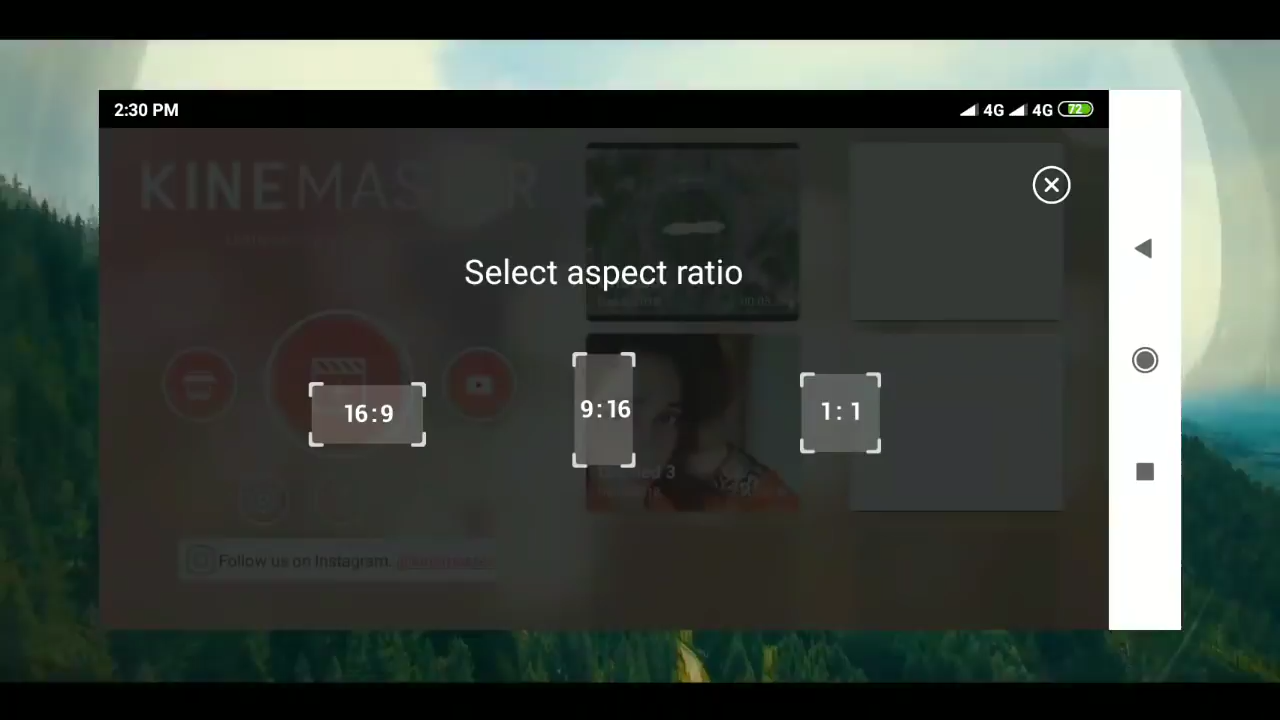 2:30 PM
4G 4G 72
KINEMASTER
Select aspect ratio
16:9
9:16
1:1
Follow us on Instagram.